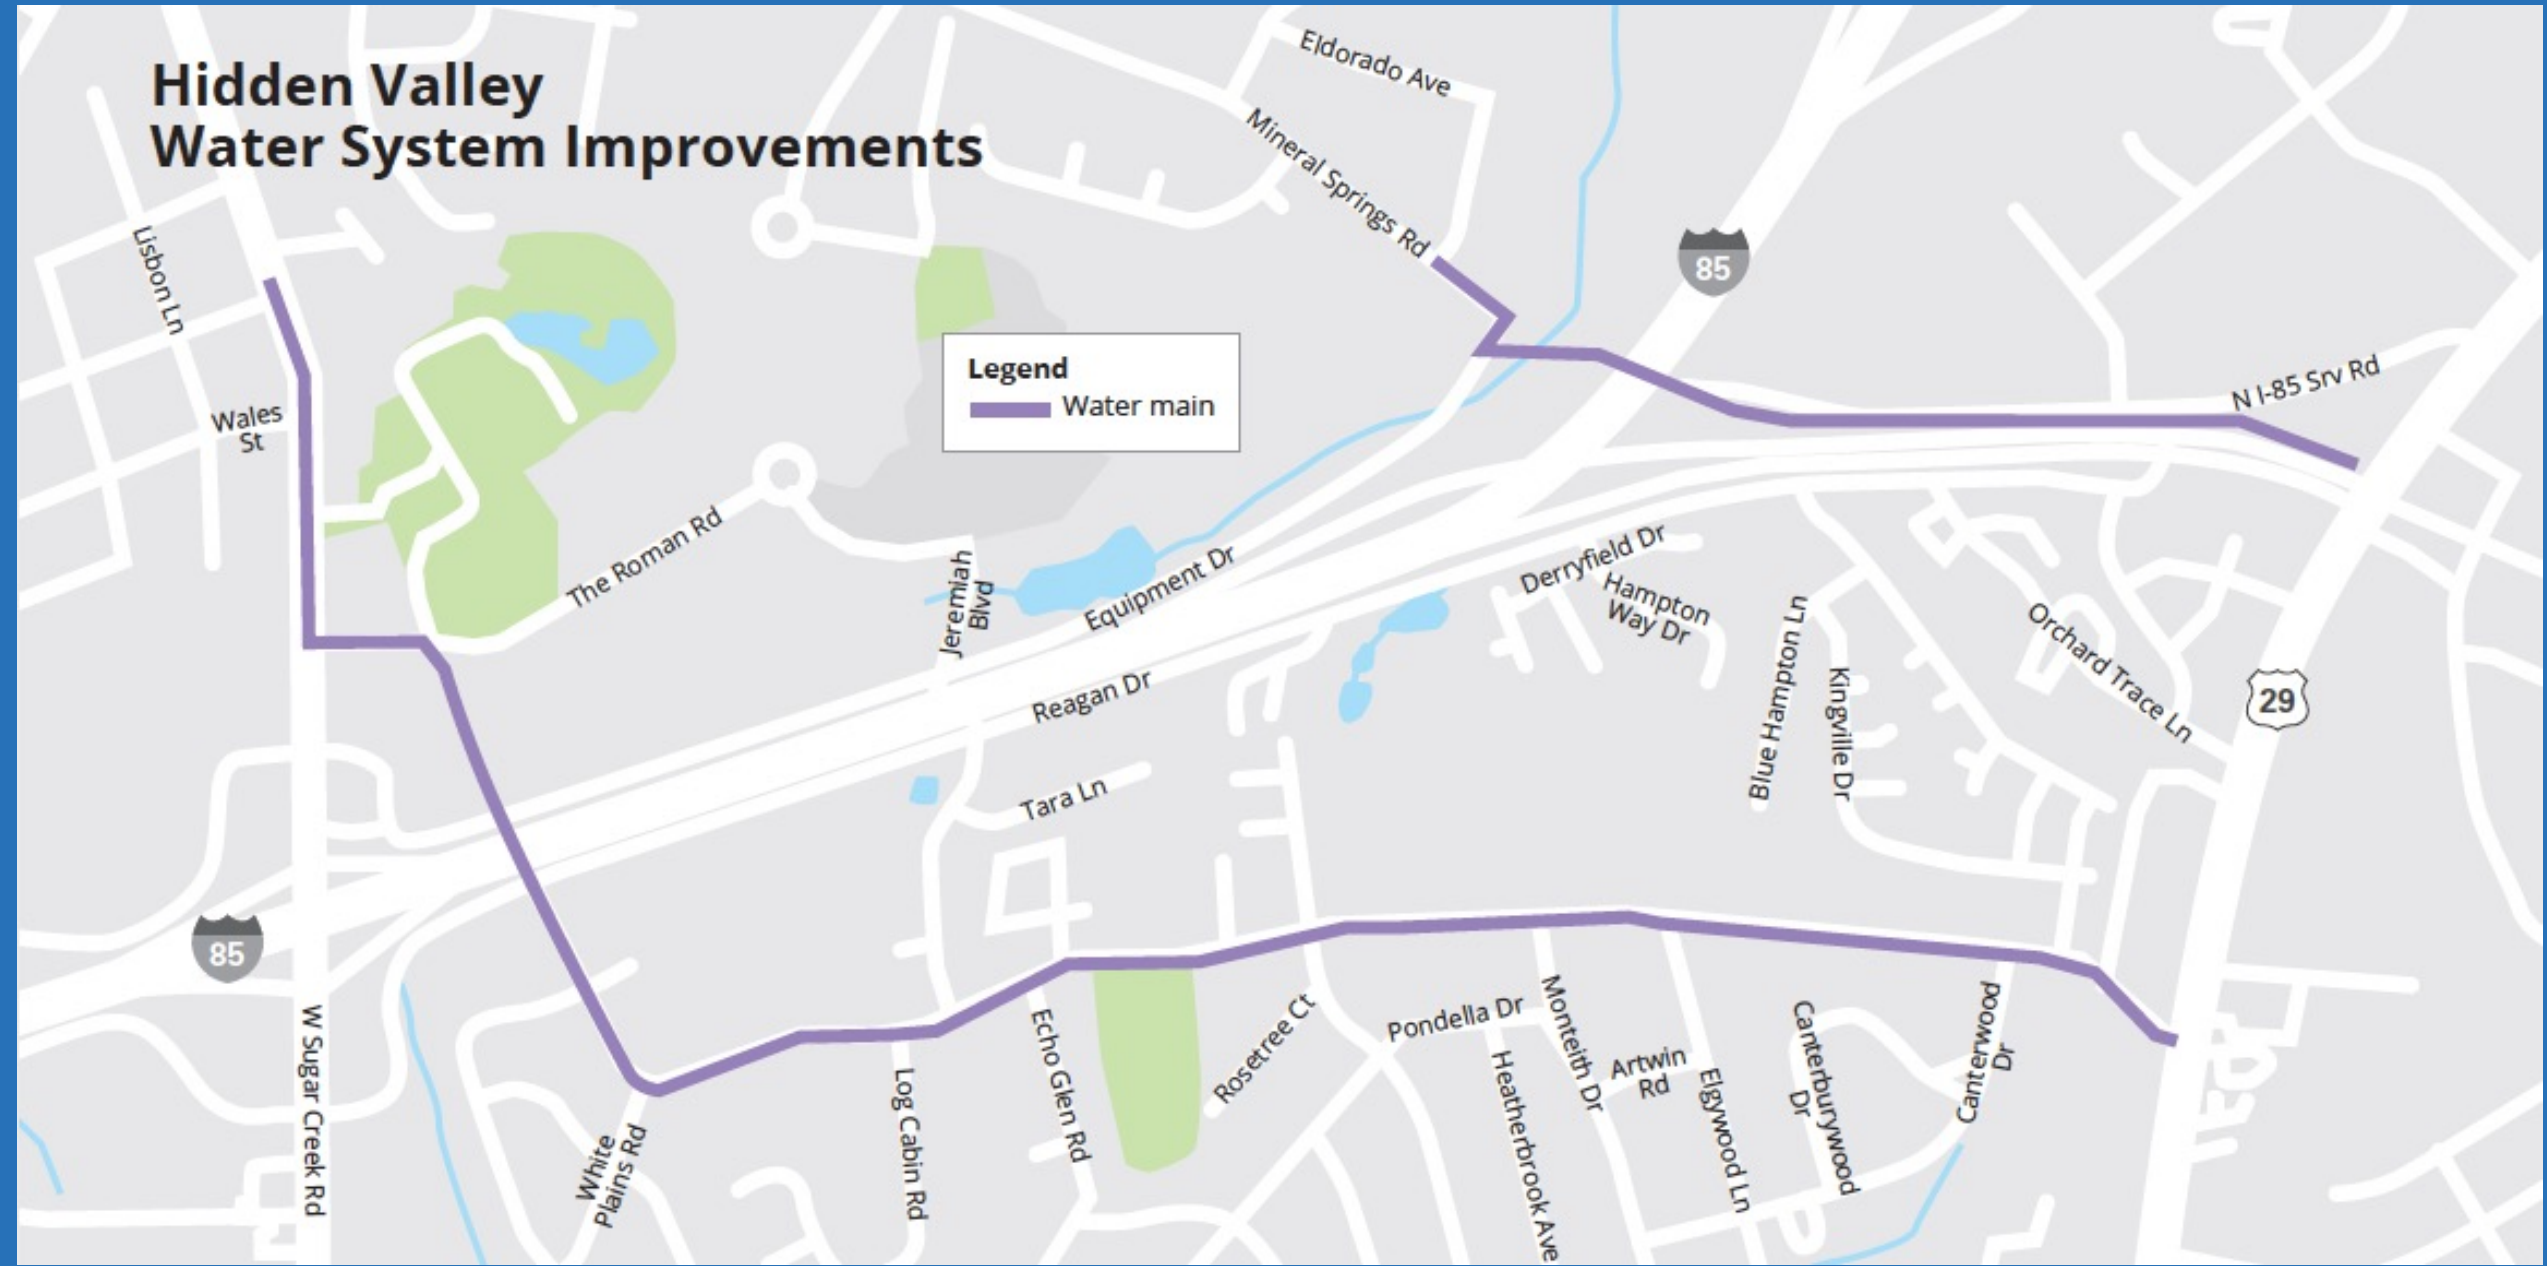 Hidden Valley
Water System Improvements
Eldorado Ave
Mineral Springs Rd
Lisbon Ln
85
Legend
Water main
N I-85 Srv Rd
Wales
St
The Roman Rd
Jeremiah
Blvd
Equipment Dr
Derryfield Dr
Hampton
Way Dr
Blue Hampton Ln
Kingville Dr
Orchard Trace Ln
29
Reagan Dr
Tara Ln
85
W Sugar Creek Rd
White
Plains Rd
Log Cabin Rd
Echo Glen Rd
Rosetree Ct
Pondella Dr
Heatherbrook Ave
Monteith Dr
Artwin
Rd
Elgywood Ln
Canterburywood
Dr
Canterwood
Dr